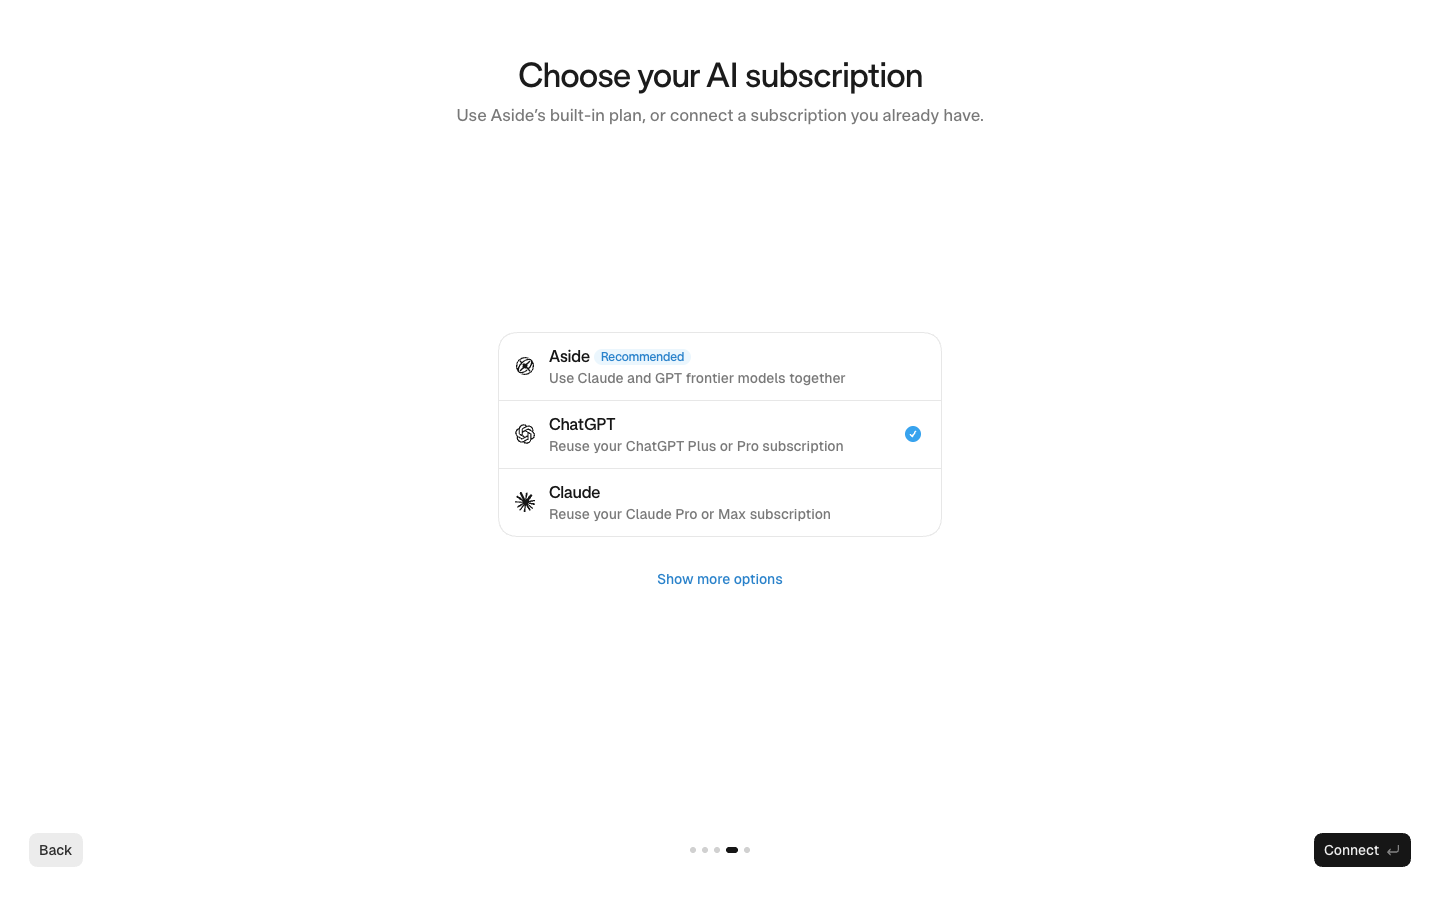 Choose your AI subscription
Use Aside’s built-in plan, or connect a subscription you already have.
Aside Recommended
Use Claude and GPT frontier models together
ChatGPT
Reuse your ChatGPT Plus or Pro subscription
Claude
Reuse your Claude Pro or Max subscription
Show more options
Back
Connect